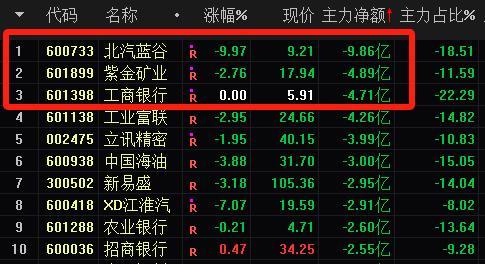 代码 名称 • 涨幅% 现价 主力净额↑ 主力占比%
1 600733 北汽蓝谷 R -9.97 9.21 -9.86亿 -18.51
2 601899 紫金矿业 R -2.76 17.94 -4.89亿 -11.59
3 601398 工商银行 R 0.00 5.91 -4.71亿 -22.29
4 601138 工业富联 R -2.95 24.66 -4.26亿 -14.82
5 002475 立讯精密 R -1.95 40.15 -3.99亿 -10.83
6 600938 中国海油 R -3.88 31.70 -3.00亿 -15.05
7 300502 新易盛 R -3.18 105.36 -2.95亿 -14.04
8 600418 XD江淮汽 R -7.07 19.59 -2.91亿 -8.02
9 601288 农业银行 R -0.21 4.71 -2.60亿 -13.64
10 600036 招商银行 R 0.47 34.25 -2.55亿 -9.28